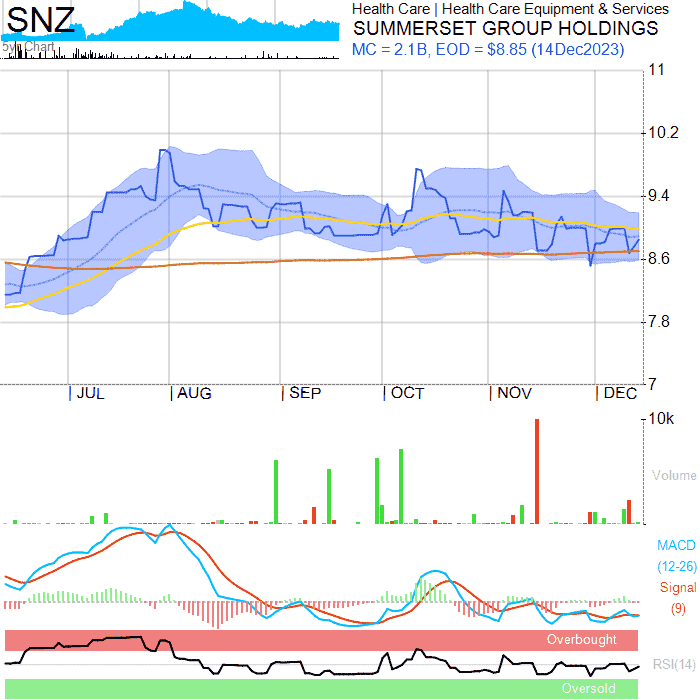 SNZ
5yr Chart
Health Care | Health Care Equipment & Services
SUMMERSET GROUP HOLDINGS
MC = 2.1B, EOD = $8.85 (14Dec2023)
11
10.2
9.4
8.6
7.8
7
| JUL | AUG | SEP | OCT | NOV | DEC
10k
Volume
MACD
(12-26)
Signal
(9)
Overbought
RSI(14)
Oversold